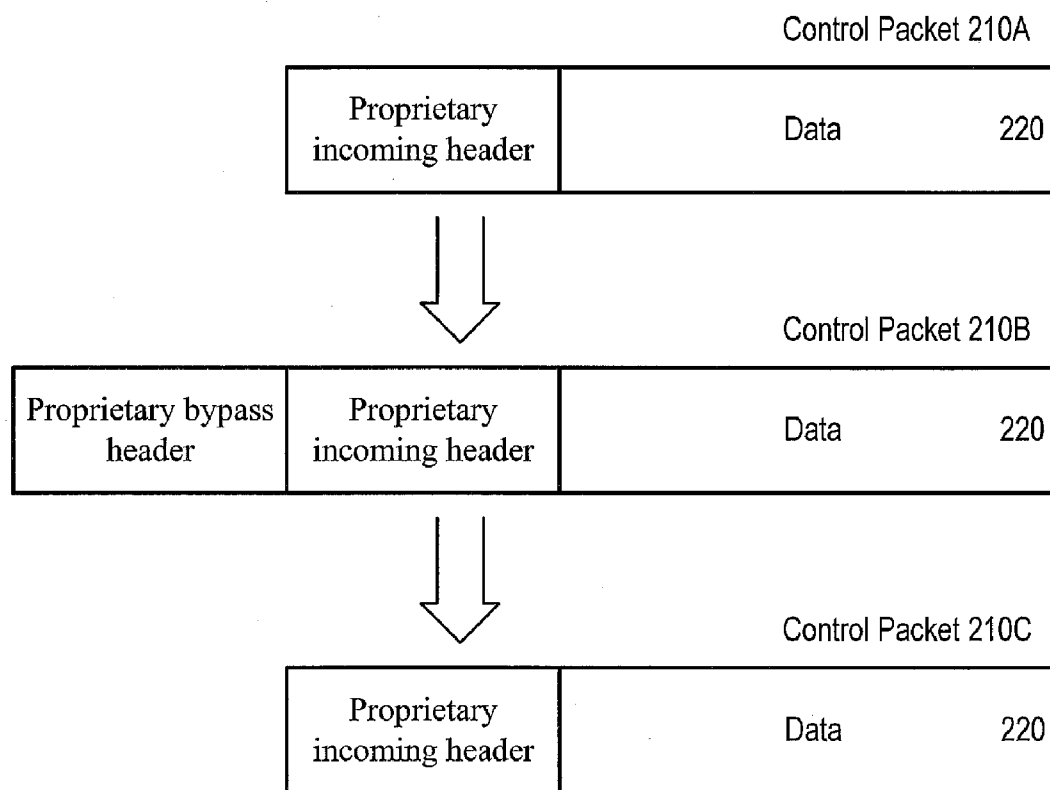 Control Packet 210A
Proprietary
incoming header
Data 220
Control Packet 210B
Proprietary bypass
header
Proprietary
incoming header
Data 220
Control Packet 210C
Proprietary
incoming header
Data 220